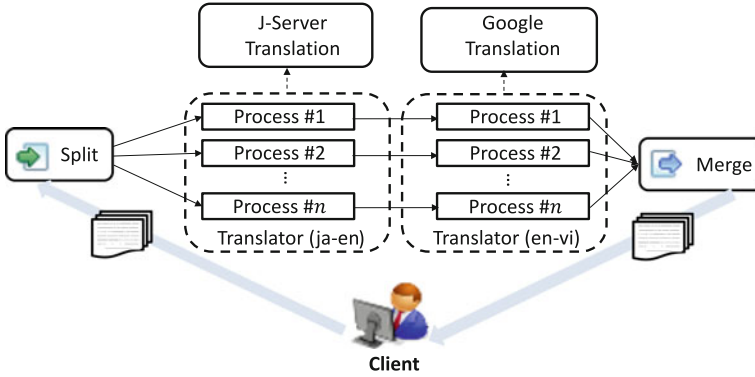 J-Server
Translation
Google
Translation
Split
Process #1
Process #2
⋮
Process #n
Translator (ja-en)
Process #1
Process #2
⋮
Process #n
Translator (en-vi)
Merge
Client